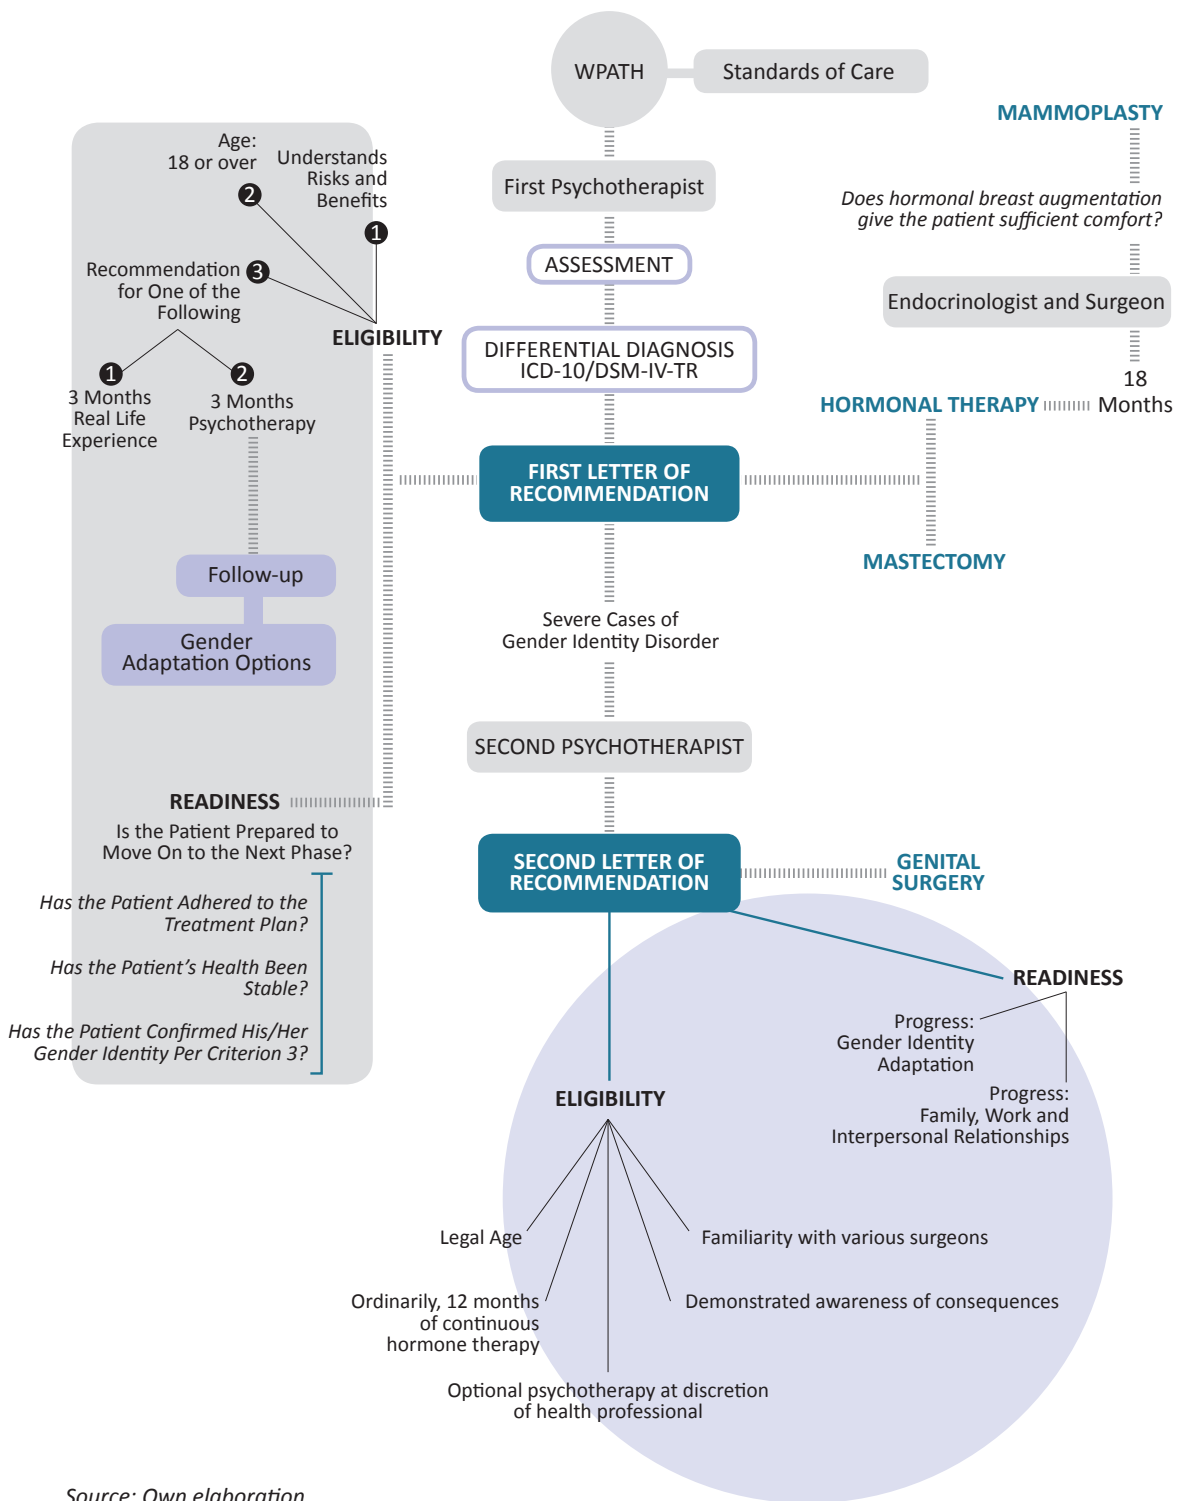 WPATH
Standards of Care
First Psychotherapist
ASSESSMENT
DIFFERENTIAL DIAGNOSIS
ICD-10/DSM-IV-TR
FIRST LETTER OF
RECOMMENDATION
Age:
18 or over
2
Understands
Risks and
Benefits
1
Recommendation
for One of the
Following
3
ELIGIBILITY
1
3 Months
Real Life
Experience
2
3 Months
Psychotherapy
Follow-up
Gender
Adaptation Options
READINESS
Is the Patient Prepared to
Move On to the Next Phase?
Has the Patient Adhered to the
Treatment Plan?
Has the Patient’s Health Been
Stable?
Has the Patient Confirmed His/Her
Gender Identity Per Criterion 3?
MAMMOPLASTY
Does hormonal breast augmentation
give the patient sufficient comfort?
Endocrinologist and Surgeon
18
Months
HORMONAL THERAPY
MASTECTOMY
Severe Cases of
Gender Identity Disorder
SECOND PSYCHOTHERAPIST
SECOND LETTER OF
RECOMMENDATION
GENITAL
SURGERY
READINESS
Progress:
Gender Identity
Adaptation
Progress:
Family, Work and
Interpersonal Relationships
ELIGIBILITY
Legal Age
Ordinarily, 12 months
of continuous
hormone therapy
Optional psychotherapy at discretion
of health professional
Demonstrated awareness of consequences
Familiarity with various surgeons
Source: Own elaboration